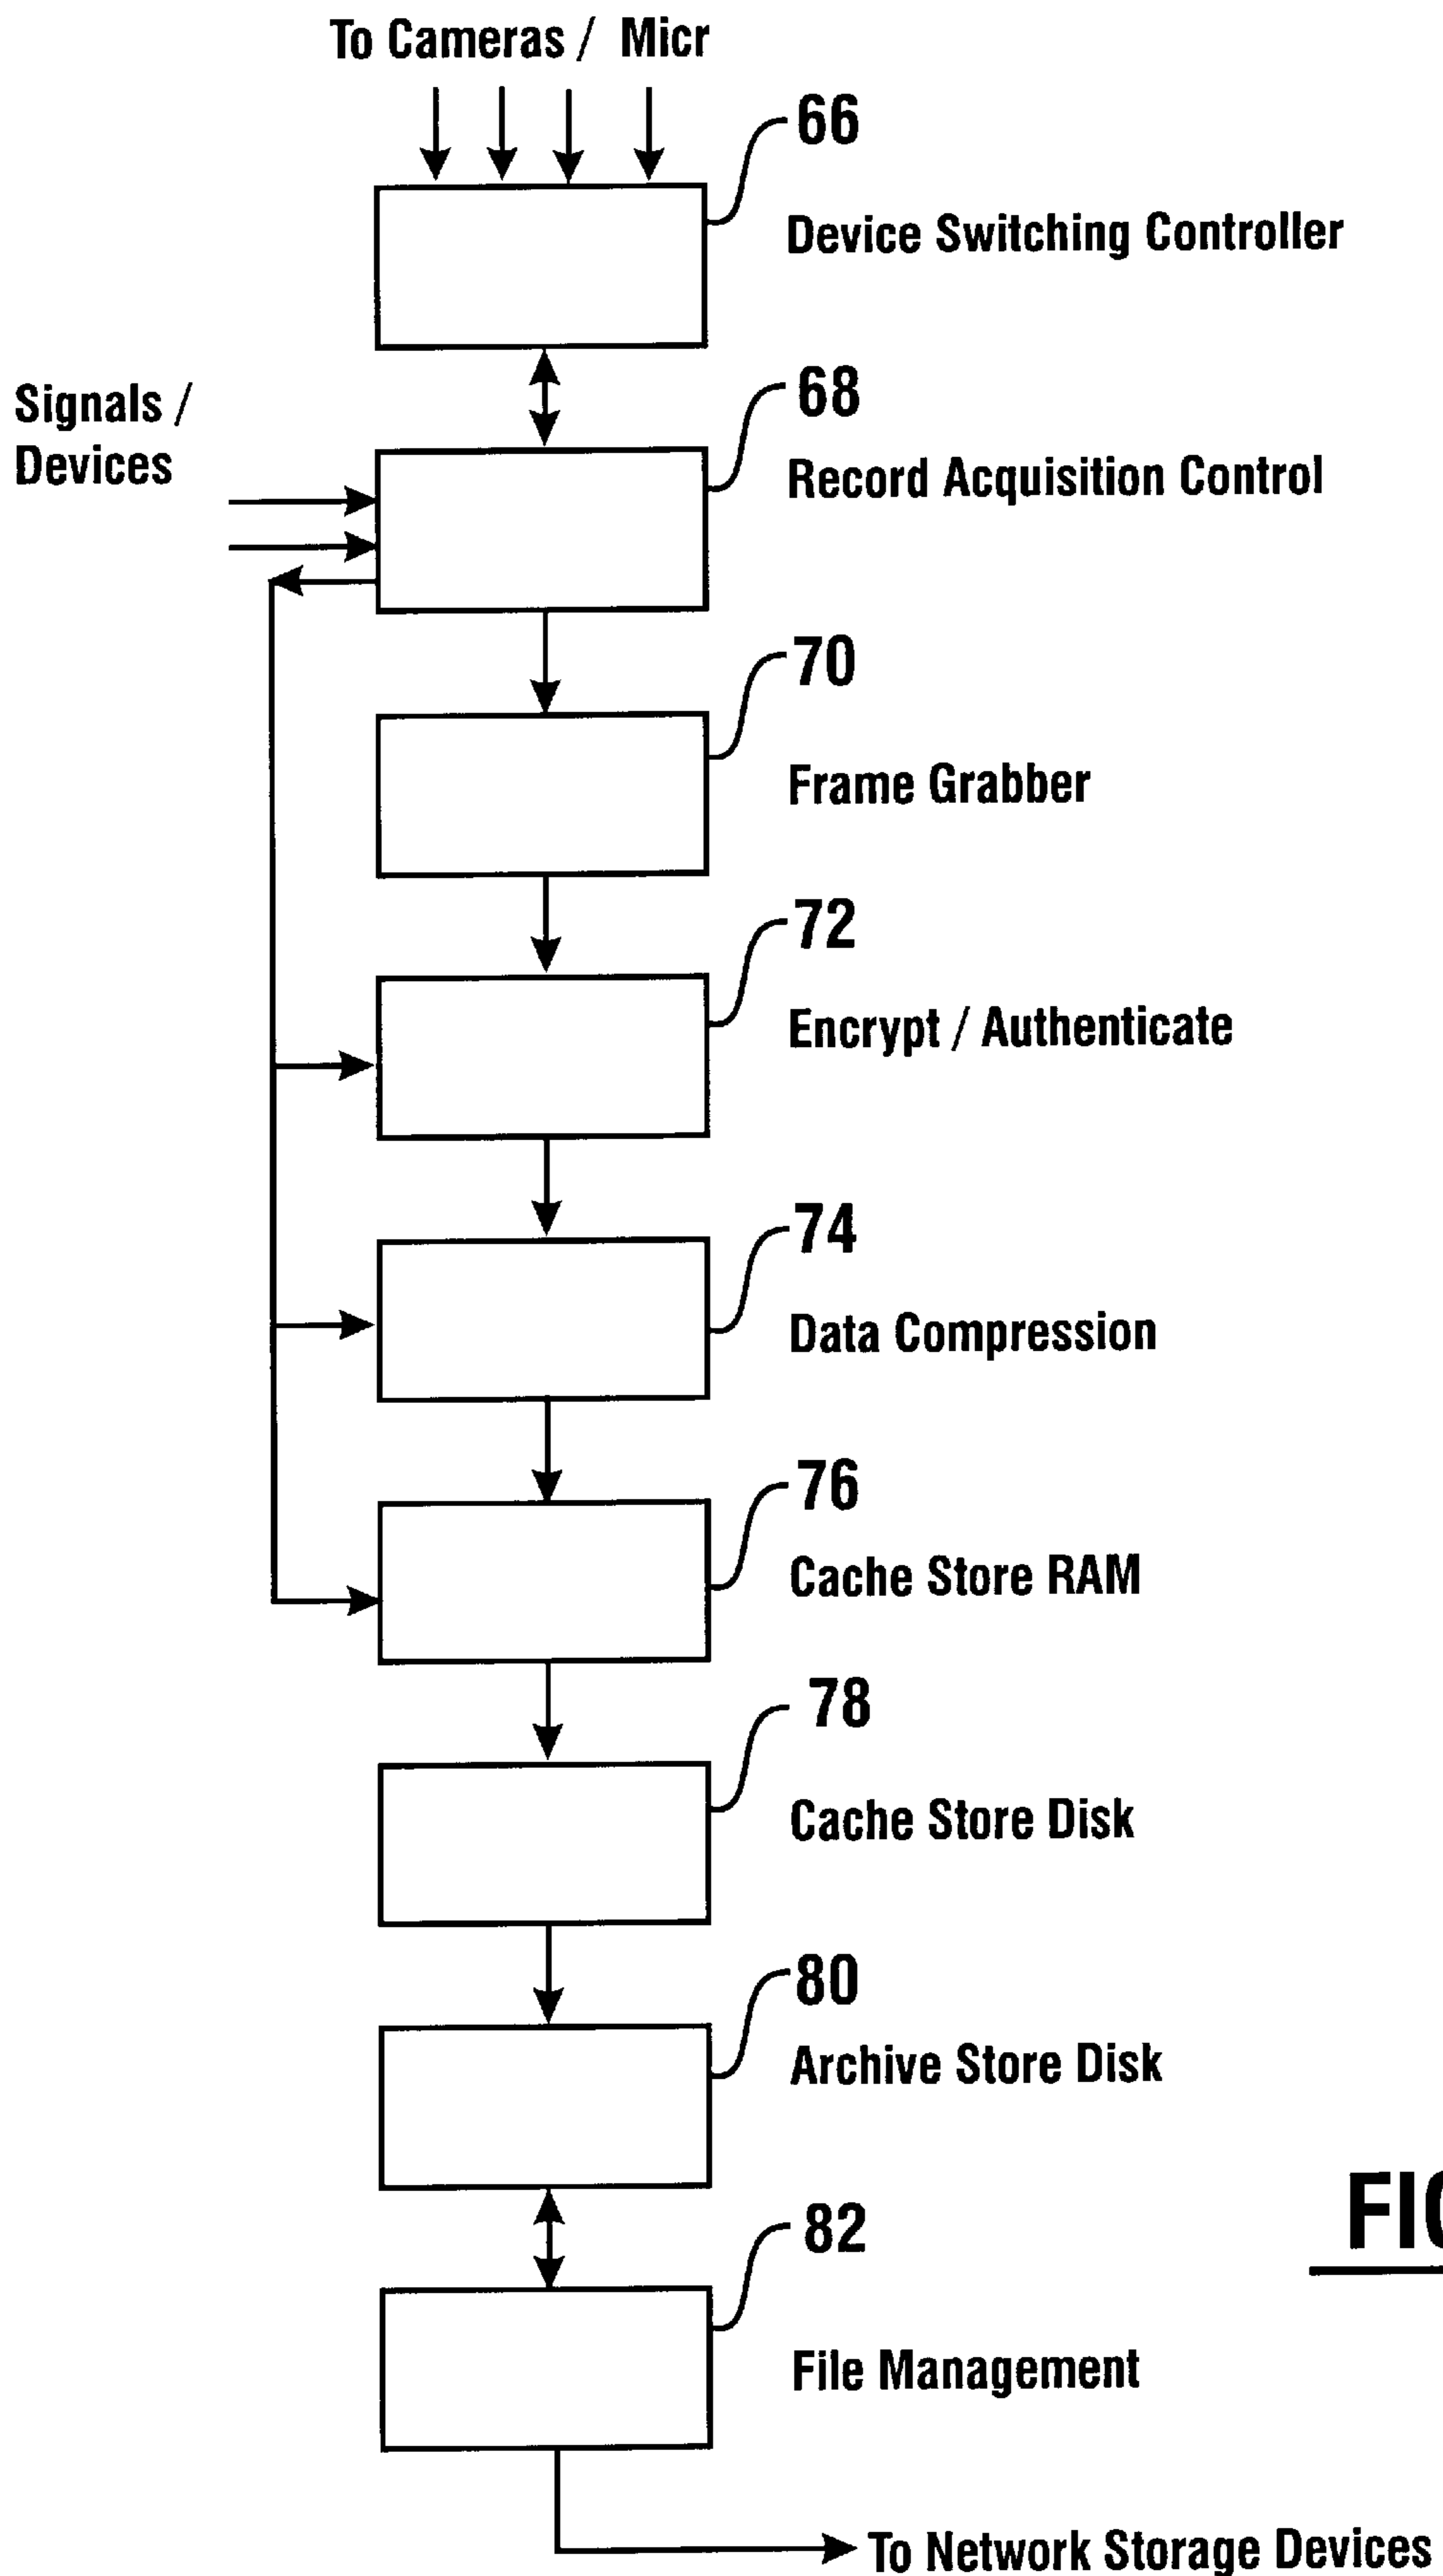 To Cameras / Micr
66
Device Switching Controller
Signals /
Devices
68
Record Acquisition Control
70
Frame Grabber
72
Encrypt / Authenticate
74
Data Compression
76
Cache Store RAM
78
Cache Store Disk
80
Archive Store Disk
82
File Management
To Network Storage Devices